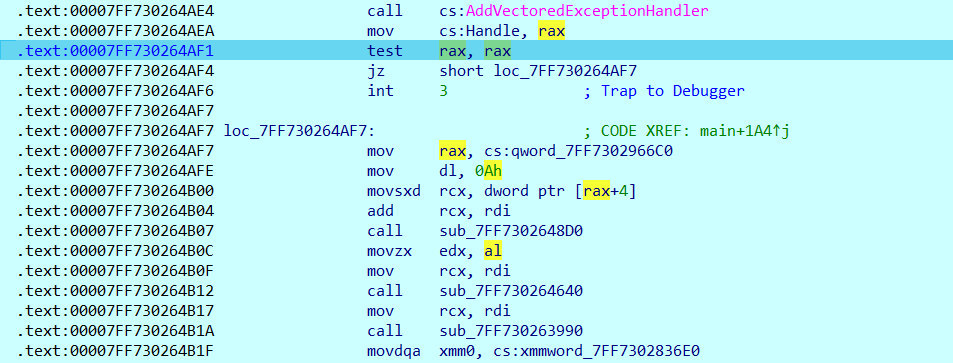 .text:00007FF730264AE4 call cs:AddVectoredExceptionHandler
.text:00007FF730264AEA mov cs:Handle, rax
.text:00007FF730264AF1 test rax, rax
.text:00007FF730264AF4 jz short loc_7FF730264AF7
.text:00007FF730264AF6 int 3 ; Trap to Debugger
.text:00007FF730264AF7
.text:00007FF730264AF7 loc_7FF730264AF7: ; CODE XREF: main+1A4↑j
.text:00007FF730264AF7 mov rax, cs:qword_7FF7302966C0
.text:00007FF730264AFE mov dl, 0Ah
.text:00007FF730264B00 movsxd rcx, dword ptr [rax+4]
.text:00007FF730264B04 add rcx, rdi
.text:00007FF730264B07 call sub_7FF7302648D0
.text:00007FF730264B0C movzx edx, al
.text:00007FF730264B0F mov rcx, rdi
.text:00007FF730264B12 call sub_7FF730264640
.text:00007FF730264B17 mov rcx, rdi
.text:00007FF730264B1A call sub_7FF730263990
.text:00007FF730264B1F movdqa xmm0, cs:xmmword_7FF7302836E0